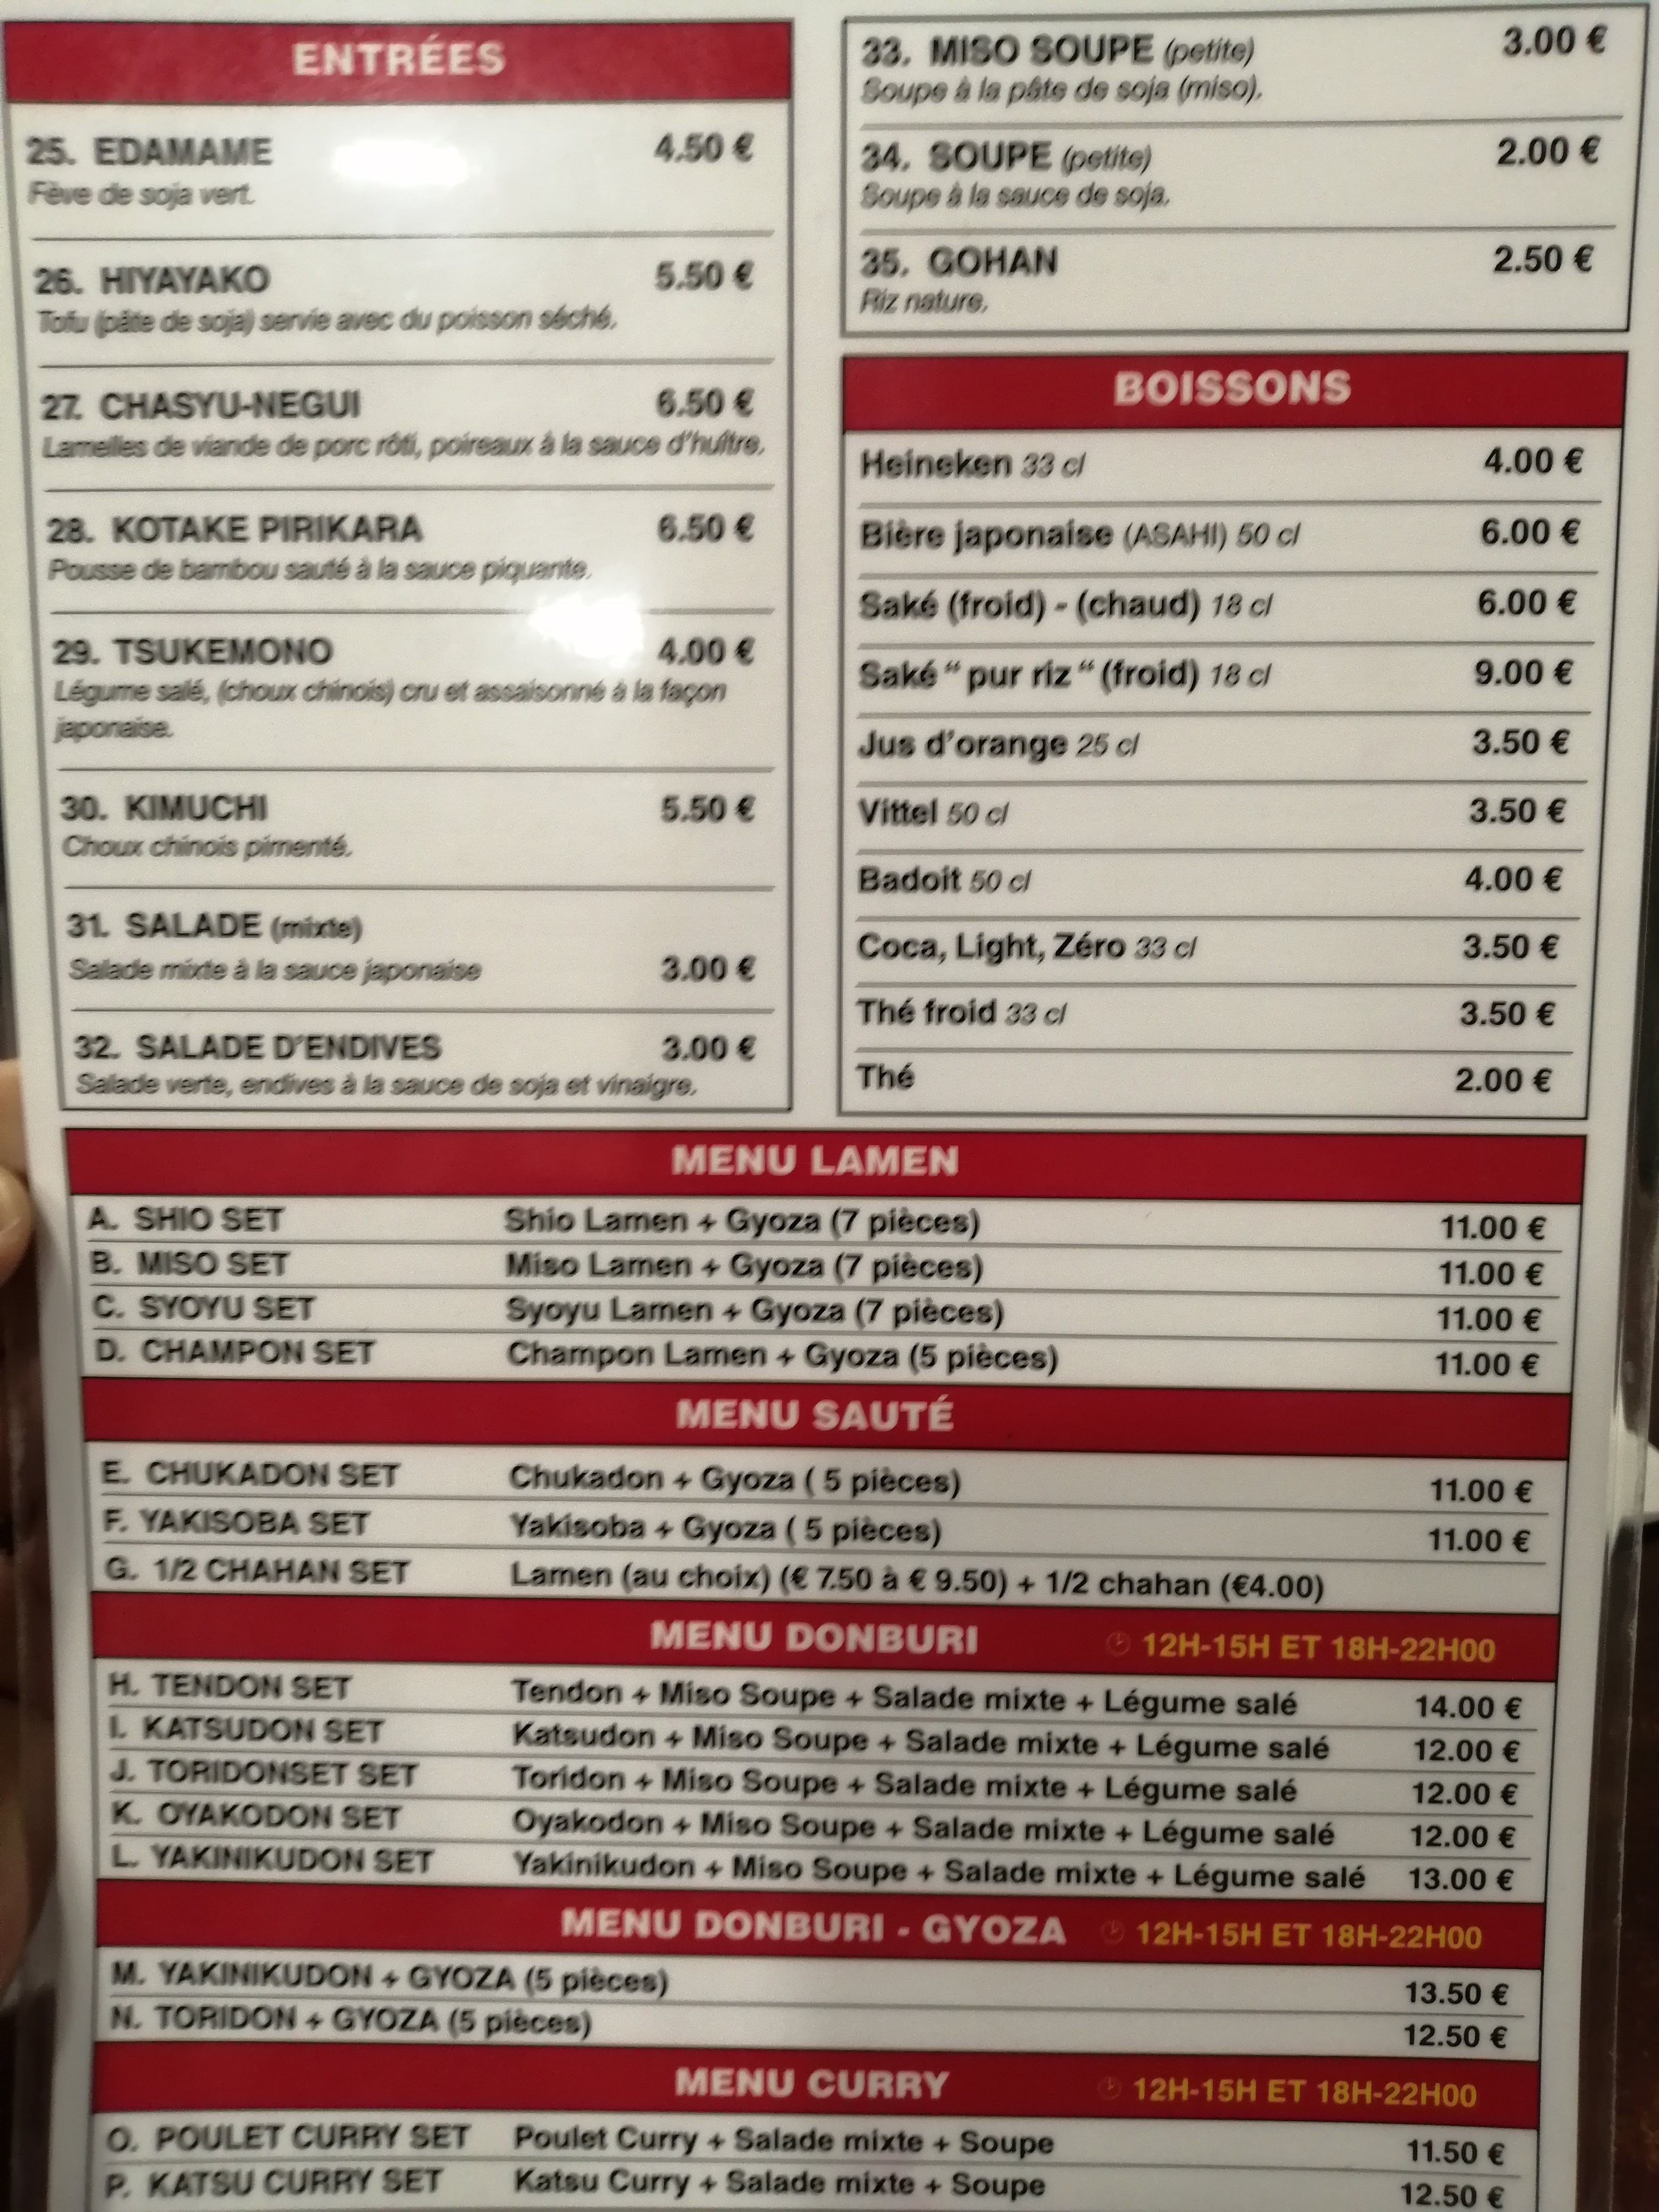 ENTRÉES
25. EDAMAME 4.50 €
Fève de soja vert.
26. HIYAYAKO 5.50 €
Tofu (pâte de soja) servie avec du poisson séché.
27. CHASYU-NEGUI 6.50 €
Lamelles de viande de porc rôti, poireaux à la sauce d'huître.
28. KOTAKE PIRIKARA 6.50 €
Pousse de bambou sauté à la sauce piquante.
29. TSUKEMONO 4.00 €
Légume salé, (choux chinois) cru et assaisonné à la façon
japonaise.
30. KIMUCHI 5.50 €
Choux chinois pimenté.
31. SALADE (mixte)
Salade mixte à la sauce japonaise 3.00 €
32. SALADE D'ENDIVES 3.00 €
Salade verte, endives à la sauce de soja et vinaigre.
33. MISO SOUPE (petite) 3.00 €
Soupe à la pâte de soja (miso).
34. SOUPE (petite) 2.00 €
Soupe à la sauce de soja.
35. GOHAN 2.50 €
Riz nature.
BOISSONS
Heineken 33 cl 4.00 €
Bière japonaise (ASAHI) 50 cl 6.00 €
Saké (froid) - (chaud) 18 cl 6.00 €
Saké “ pur riz “ (froid) 18 cl 9.00 €
Jus d'orange 25 cl 3.50 €
Vittel 50 cl 3.50 €
Badoit 50 cl 4.00 €
Coca, Light, Zéro 33 cl 3.50 €
Thé froid 33 cl 3.50 €
Thé 2.00 €
MENU LAMEN
A. SHIO SET Shio Lamen + Gyoza (7 pièces) 11.00 €
B. MISO SET Miso Lamen + Gyoza (7 pièces) 11.00 €
C. SYOYU SET Syoyu Lamen + Gyoza (7 pièces) 11.00 €
D. CHAMPON SET Champon Lamen + Gyoza (5 pièces) 11.00 €
MENU SAUTÉ
E. CHUKADON SET Chukadon + Gyoza ( 5 pièces) 11.00 €
F. YAKISOBA SET Yakisoba + Gyoza ( 5 pièces) 11.00 €
G. 1/2 CHAHAN SET Lamen (au choix) (€ 7.50 à € 9.50) + 1/2 chahan (€4.00)
MENU DONBURI 12H-15H ET 18H-22H00
H. TENDON SET Tendon + Miso Soupe + Salade mixte + Légume salé 14.00 €
I. KATSUDON SET Katsudon + Miso Soupe + Salade mixte + Légume salé 12.00 €
J. TORIDONSET SET Toridon + Miso Soupe + Salade mixte + Légume salé 12.00 €
K. OYAKODON SET Oyakodon + Miso Soupe + Salade mixte + Légume salé 12.00 €
L. YAKINIKUDON SET Yakinikudon + Miso Soupe + Salade mixte + Légume salé 13.00 €
MENU DONBURI - GYOZA 12H-15H ET 18H-22H00
M. YAKINIKUDON + GYOZA (5 pièces) 13.50 €
N. TORIDON + GYOZA (5 pièces) 12.50 €
MENU CURRY 12H-15H ET 18H-22H00
O. POULET CURRY SET Poulet Curry + Salade mixte + Soupe 11.50 €
P. KATSU CURRY SET Katsu Curry + Salade mixte + Soupe 12.50 €